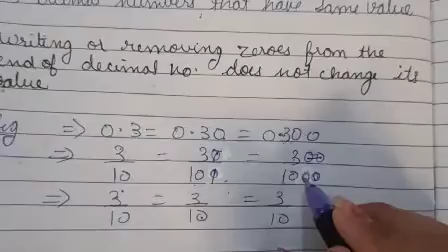 decimal numbers that have same value
Writing or removing zeroes from the
end of decimal no. does not change its
value
eg ⇒ 0.3 = 0.30 = 0.300
⇒ 3/10 = 30/100 = 300/1000
⇒ 3/10 = 3/10 = 3/10